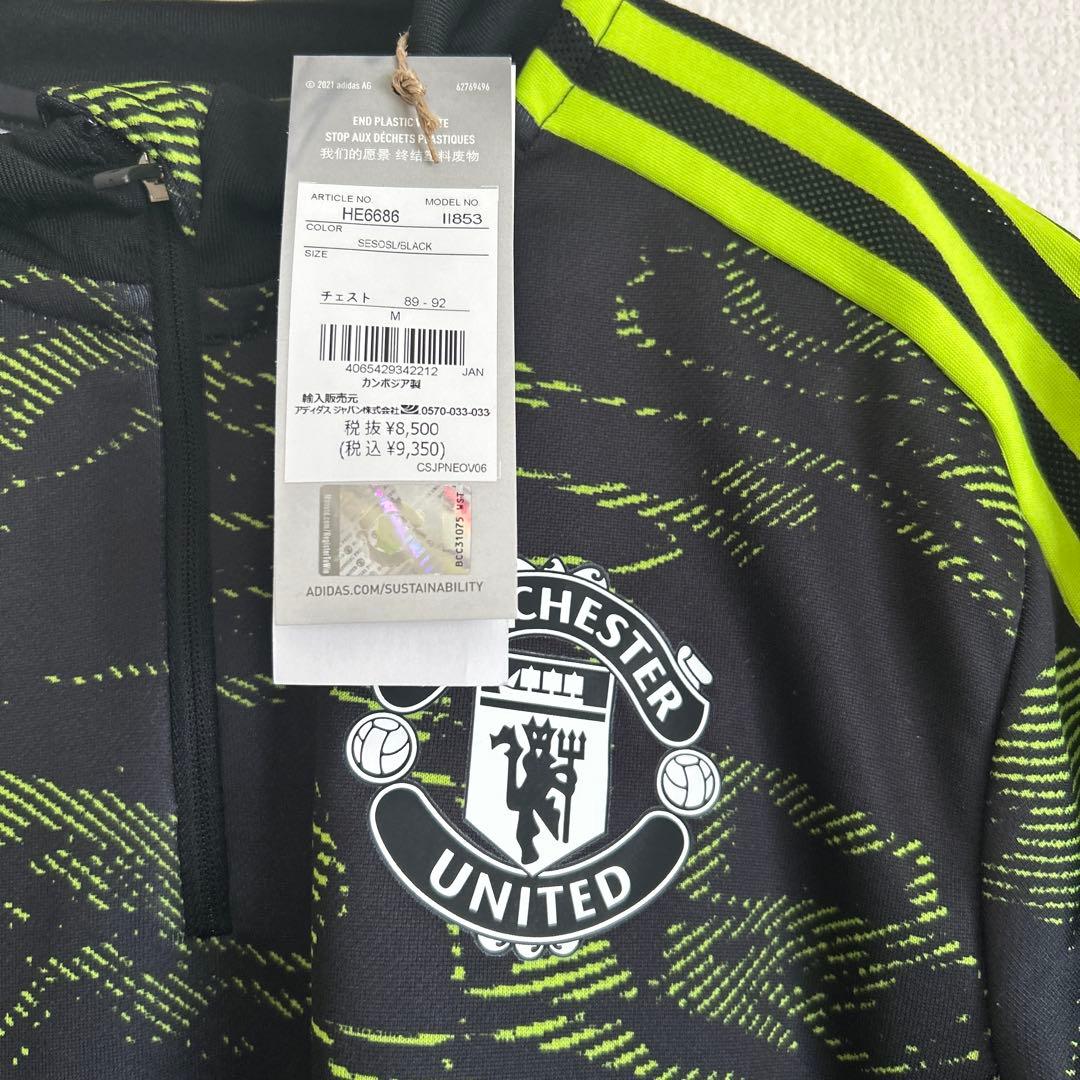 © 2021 adidas AG 62769496
END PLASTIC W TE
STOP AUX DÉCHETS PLASTIQUES
我们的愿景 终结塑料废物
ARTICLE NO MODEL NO
HE6686 II853
COLOR
SESOSL/BLACK
SIZE
チェスト 89 - 92
M
4065429342212 JAN
カンボジア製
輸入販売元
アディダス ジャパン株式会社 0570-033-033
税 抜 ¥8,500
(税 込 ¥9,350)
CSJPNEOV06
BCC31075 WST
ADIDAS.COM/SUSTAINABILITY
CHESTER
UNITED